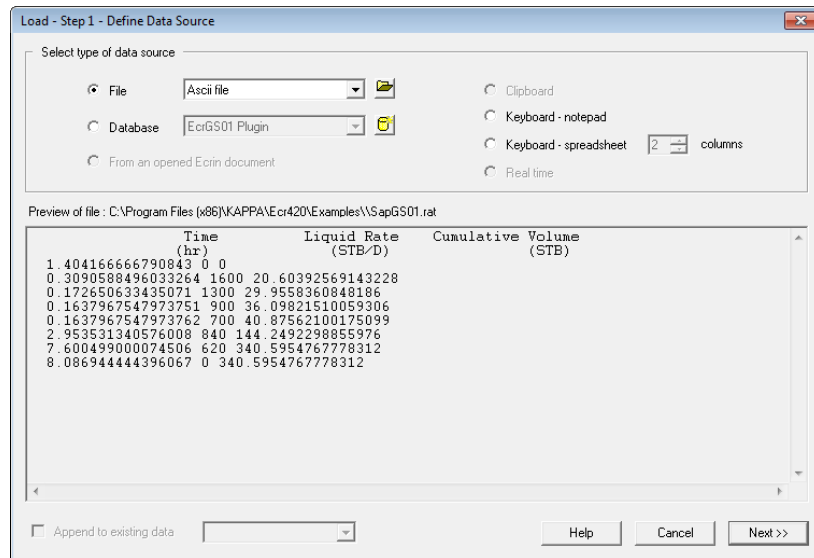 Load - Step 1 - Define Data Source
Select type of data source
File
Ascii file
Database
EcrGS01 Plugin
From an opened Ecrin document
Clipboard
Keyboard - notepad
Keyboard - spreadsheet 2 columns
Real time
Preview of file : C:\Program Files (x86)\KAPPA\Ecr420\Examples\\SapGS01.rat
Time Liquid Rate Cumulative Volume
(hr) (STB/D) (STB)
1.404166666790843 0 0
0.3090588496033264 1600 20.60392569143228
0.172650633435071 1300 29.9558360848186
0.1637967547973751 900 36.09821510059306
0.1637967547973762 700 40.87562100175099
2.953531340576008 840 144.2492298855976
7.600499000074506 620 340.5954767778312
8.086944444396067 0 340.5954767778312
Append to existing data
Help Cancel Next >>